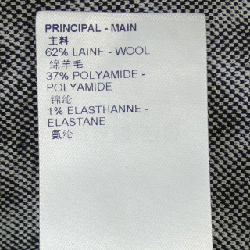 PRINCIPAL - MAIN
主料
62% LAINE - WOOL
绵羊毛
37% POLYAMIDE -
POLYAMIDE
锦纶
1% ELASTHANNE -
ELASTANE
氨纶